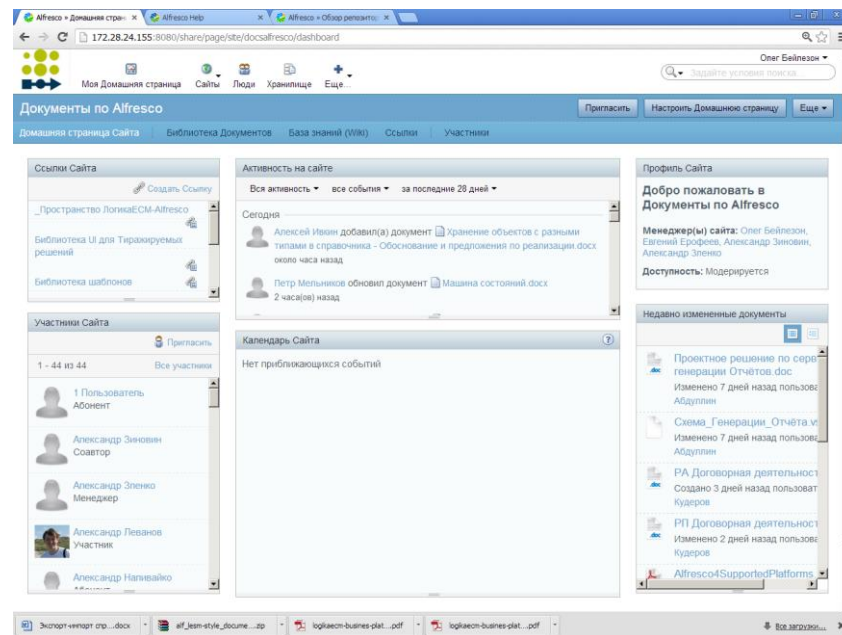 Alfresco » Домашняя стран
Alfresco Help
Alfresco » Обзор репозитор
172.28.24.155:8080/share/page/site/docsalfresco/dashboard
Олег Бейлезон
Моя Домашняя страница Сайты Люди Хранилище Еще...
Задайте условия поиска...
Документы по Alfresco
Пригласить Настроить Домашнюю страницу Еще
Домашняя страница Сайта Библиотека Документов База знаний (Wiki) Ссылки Участники
Ссылки Сайта
Создать Ссылку
_Пространство ЛогикаECM-Alfresco
Библиотека UI для Тиражируемых
решений
Библиотека шаблонов
Участники Сайта
Пригласить
1 - 44 из 44 Все участники
1 Пользователь
Абонент
Александр Зиновин
Соавтор
Александр Зленко
Менеджер
Александр Леванов
Участник
Александр Наливайко
Активность на сайте
Вся активность все события за последние 28 дней
Сегодня
Алексей Ивкин добавил(а) документ Хранение объектов с разными
типами в справочника - Обоснование и предложения по реализации.docx
около часа назад
Петр Мельников обновил документ Машина состояний.docx
2 часа(ов) назад
Календарь Сайта
Нет приближающихся событий
Профиль Сайта
Добро пожаловать в
Документы по Alfresco
Менеджер(ы) сайта: Олег Бейлезон,
Евгений Ерофеев, Александр Зиновин,
Александр Зленко
Доступность: Модерируется
Недавно измененные документы
Проектное решение по серв
генерации Отчётов.doc
Изменено 7 дней назад пользова
Абдуллин
Схема_Генерации_Отчёта.vs
Изменено 7 дней назад пользова
Абдуллин
РА Договорная деятельност
Создано 3 дней назад пользоват
Кудеров
РП Договорная деятельност
Изменено 2 дней назад пользова
Кудеров
Alfresco4SupportedPlatforms
Экспорт-импорт спр...docx
alf_lesm-style_docume....zip
logikaecm-busines-plat....pdf
logikaecm-busines-plat....pdf
Все загрузки...